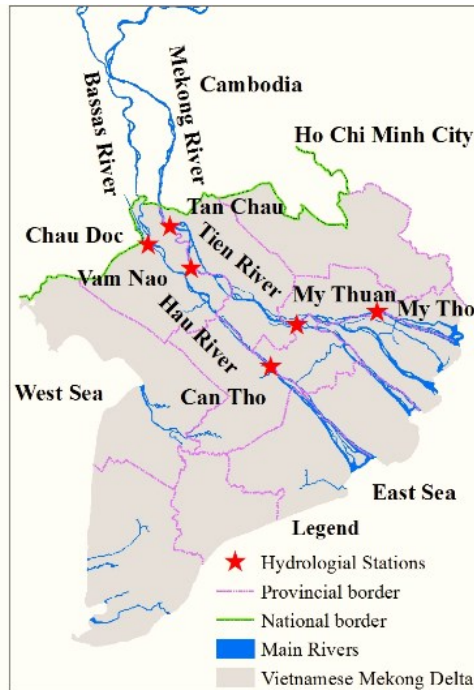 Cambodia
Bassas River
Mekong River
Ho Chi Minh City
Tan Chau
Chau Doc
Tien River
Vam Nao
My Thuan
My Tho
Hau River
West Sea
Can Tho
East Sea
Legend
Hydrologial Stations
Provincial border
National border
Main Rivers
Vietnamese Mekong Delta